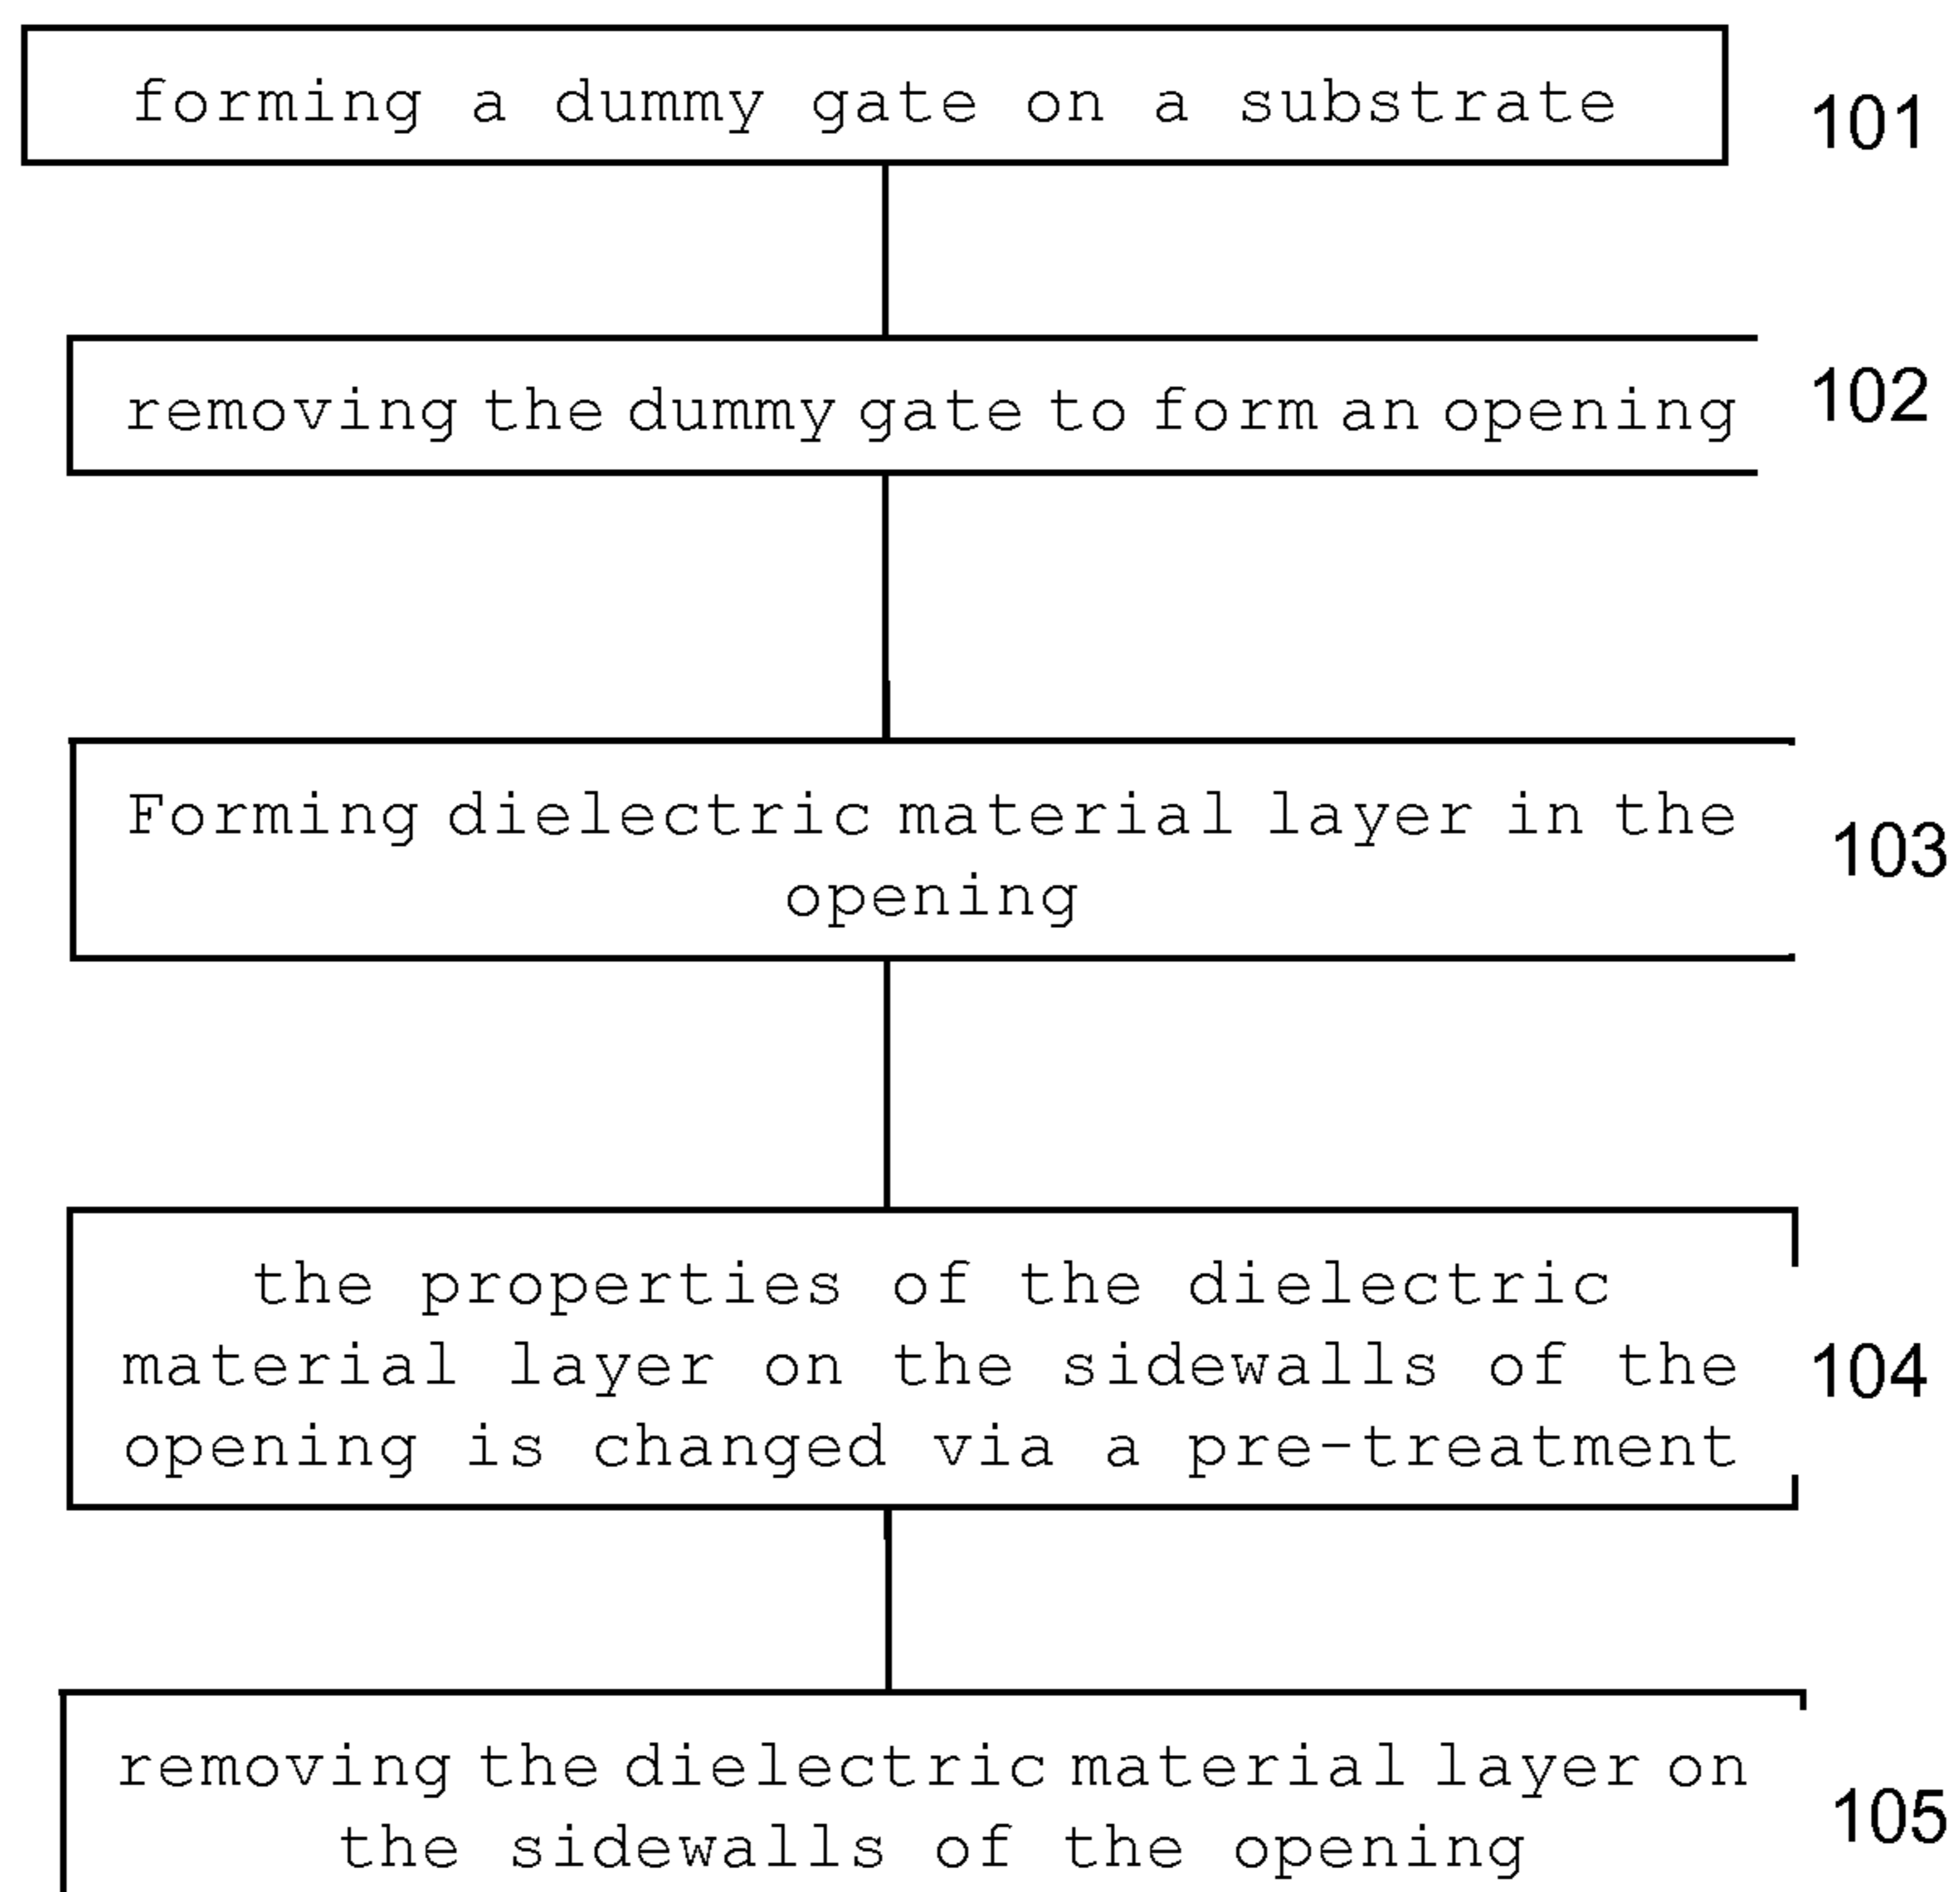 forming a dummy gate on a substrate
101
removing the dummy gate to form an opening
102
Forming dielectric material layer in the
opening
103
the properties of the dielectric
material layer on the sidewalls of the
opening is changed via a pre-treatment
104
removing the dielectric material layer on
the sidewalls of the opening
105